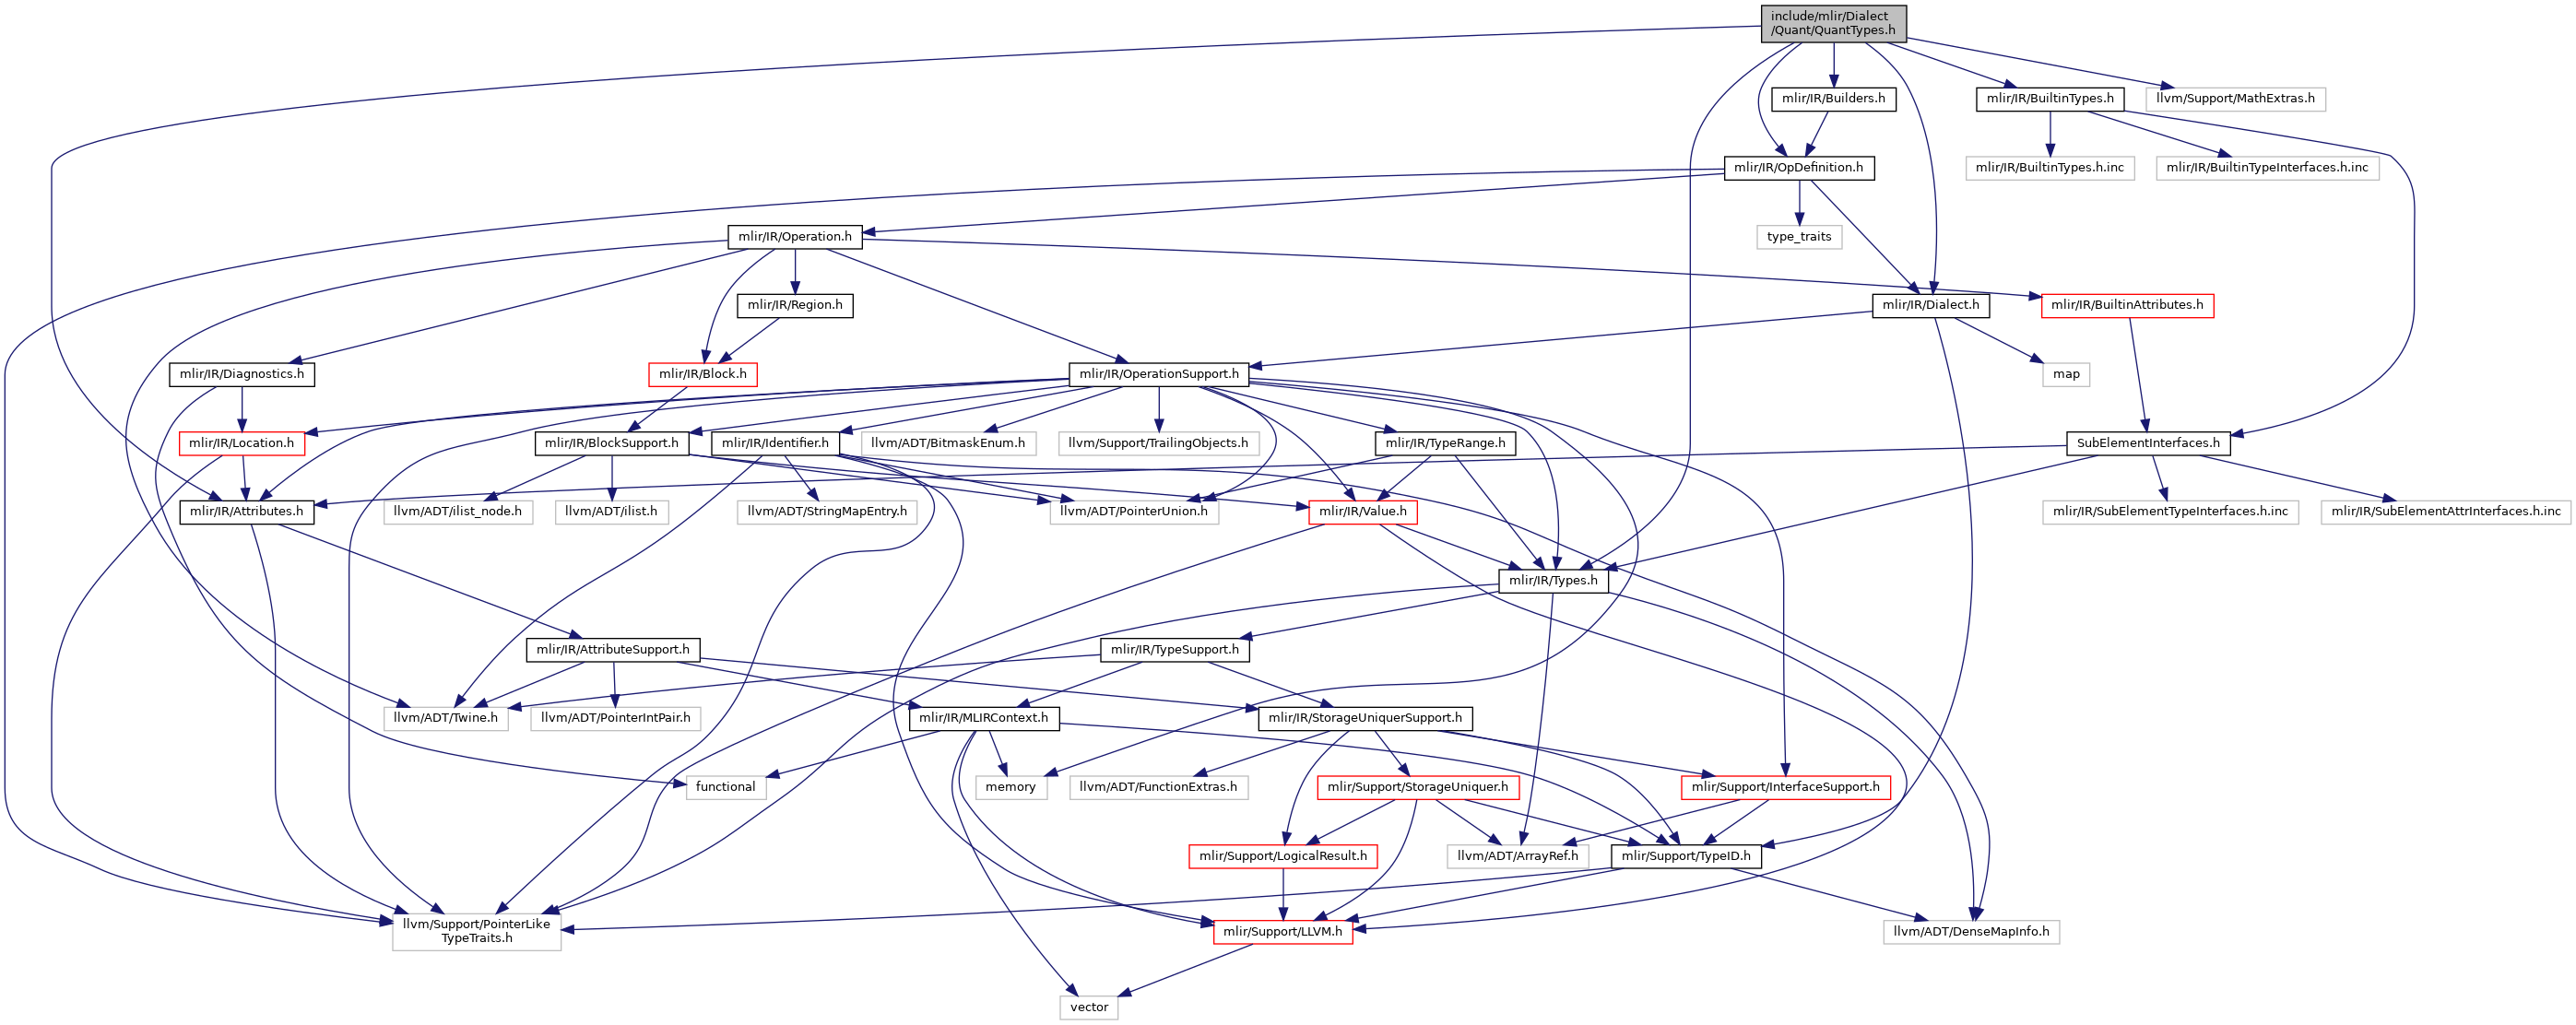 include/mlir/Dialect
/Quant/QuantTypes.h
mlir/IR/Builders.h
mlir/IR/BuiltinTypes.h
llvm/Support/MathExtras.h
mlir/IR/OpDefinition.h
mlir/IR/BuiltinTypes.h.inc
mlir/IR/BuiltinTypeInterfaces.h.inc
mlir/IR/Operation.h
type_traits
mlir/IR/Region.h
mlir/IR/Dialect.h
mlir/IR/BuiltinAttributes.h
mlir/IR/Diagnostics.h
mlir/IR/Block.h
mlir/IR/OperationSupport.h
map
mlir/IR/Location.h
mlir/IR/BlockSupport.h
mlir/IR/Identifier.h
llvm/ADT/BitmaskEnum.h
llvm/Support/TrailingObjects.h
mlir/IR/TypeRange.h
SubElementInterfaces.h
mlir/IR/Attributes.h
llvm/ADT/ilist_node.h
llvm/ADT/ilist.h
llvm/ADT/StringMapEntry.h
llvm/ADT/PointerUnion.h
mlir/IR/Value.h
mlir/IR/SubElementTypeInterfaces.h.inc
mlir/IR/SubElementAttrInterfaces.h.inc
mlir/IR/Types.h
mlir/IR/AttributeSupport.h
mlir/IR/TypeSupport.h
llvm/ADT/Twine.h
llvm/ADT/PointerIntPair.h
mlir/IR/MLIRContext.h
mlir/IR/StorageUniquerSupport.h
functional
memory
llvm/ADT/FunctionExtras.h
mlir/Support/StorageUniquer.h
mlir/Support/InterfaceSupport.h
mlir/Support/LogicalResult.h
llvm/ADT/ArrayRef.h
mlir/Support/TypeID.h
llvm/Support/PointerLike
TypeTraits.h
mlir/Support/LLVM.h
llvm/ADT/DenseMapInfo.h
vector